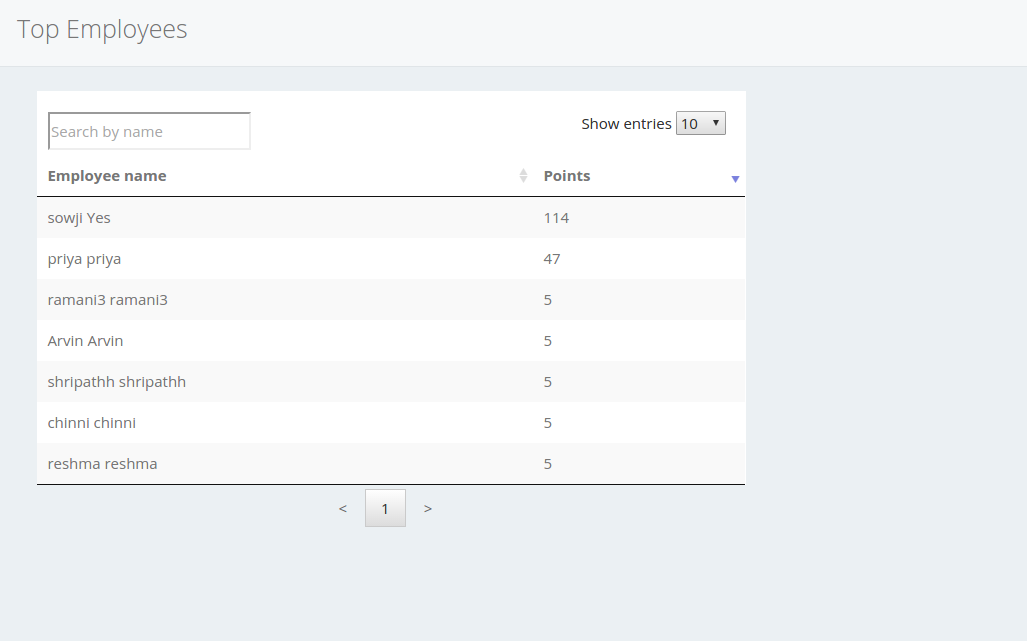 Top Employees
Search by name
Show entries 10
Employee name Points
sowji Yes 114
priya priya 47
ramani3 ramani3 5
Arvin Arvin 5
shripathh shripathh 5
chinni chinni 5
reshma reshma 5
< 1 >